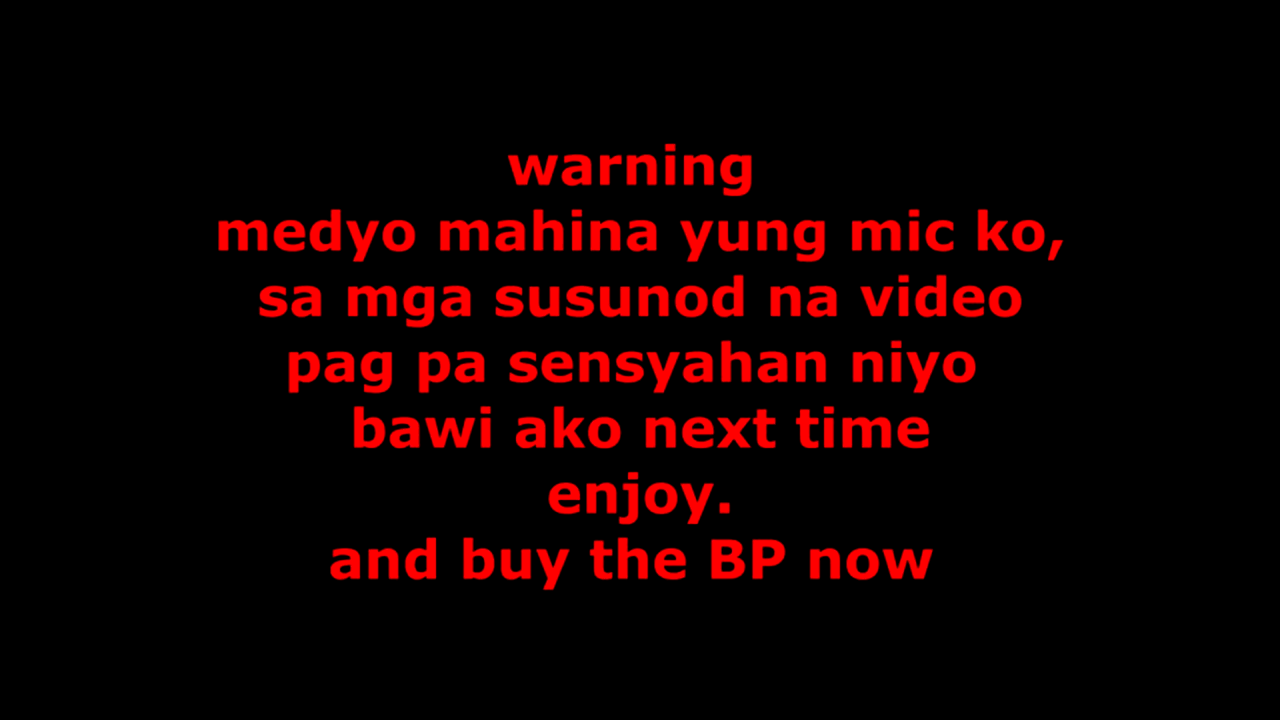 warning
medyo mahina yung mic ko,
sa mga susunod na video
pag pa sensyahan niyo
bawi ako next time
enjoy.
and buy the BP now